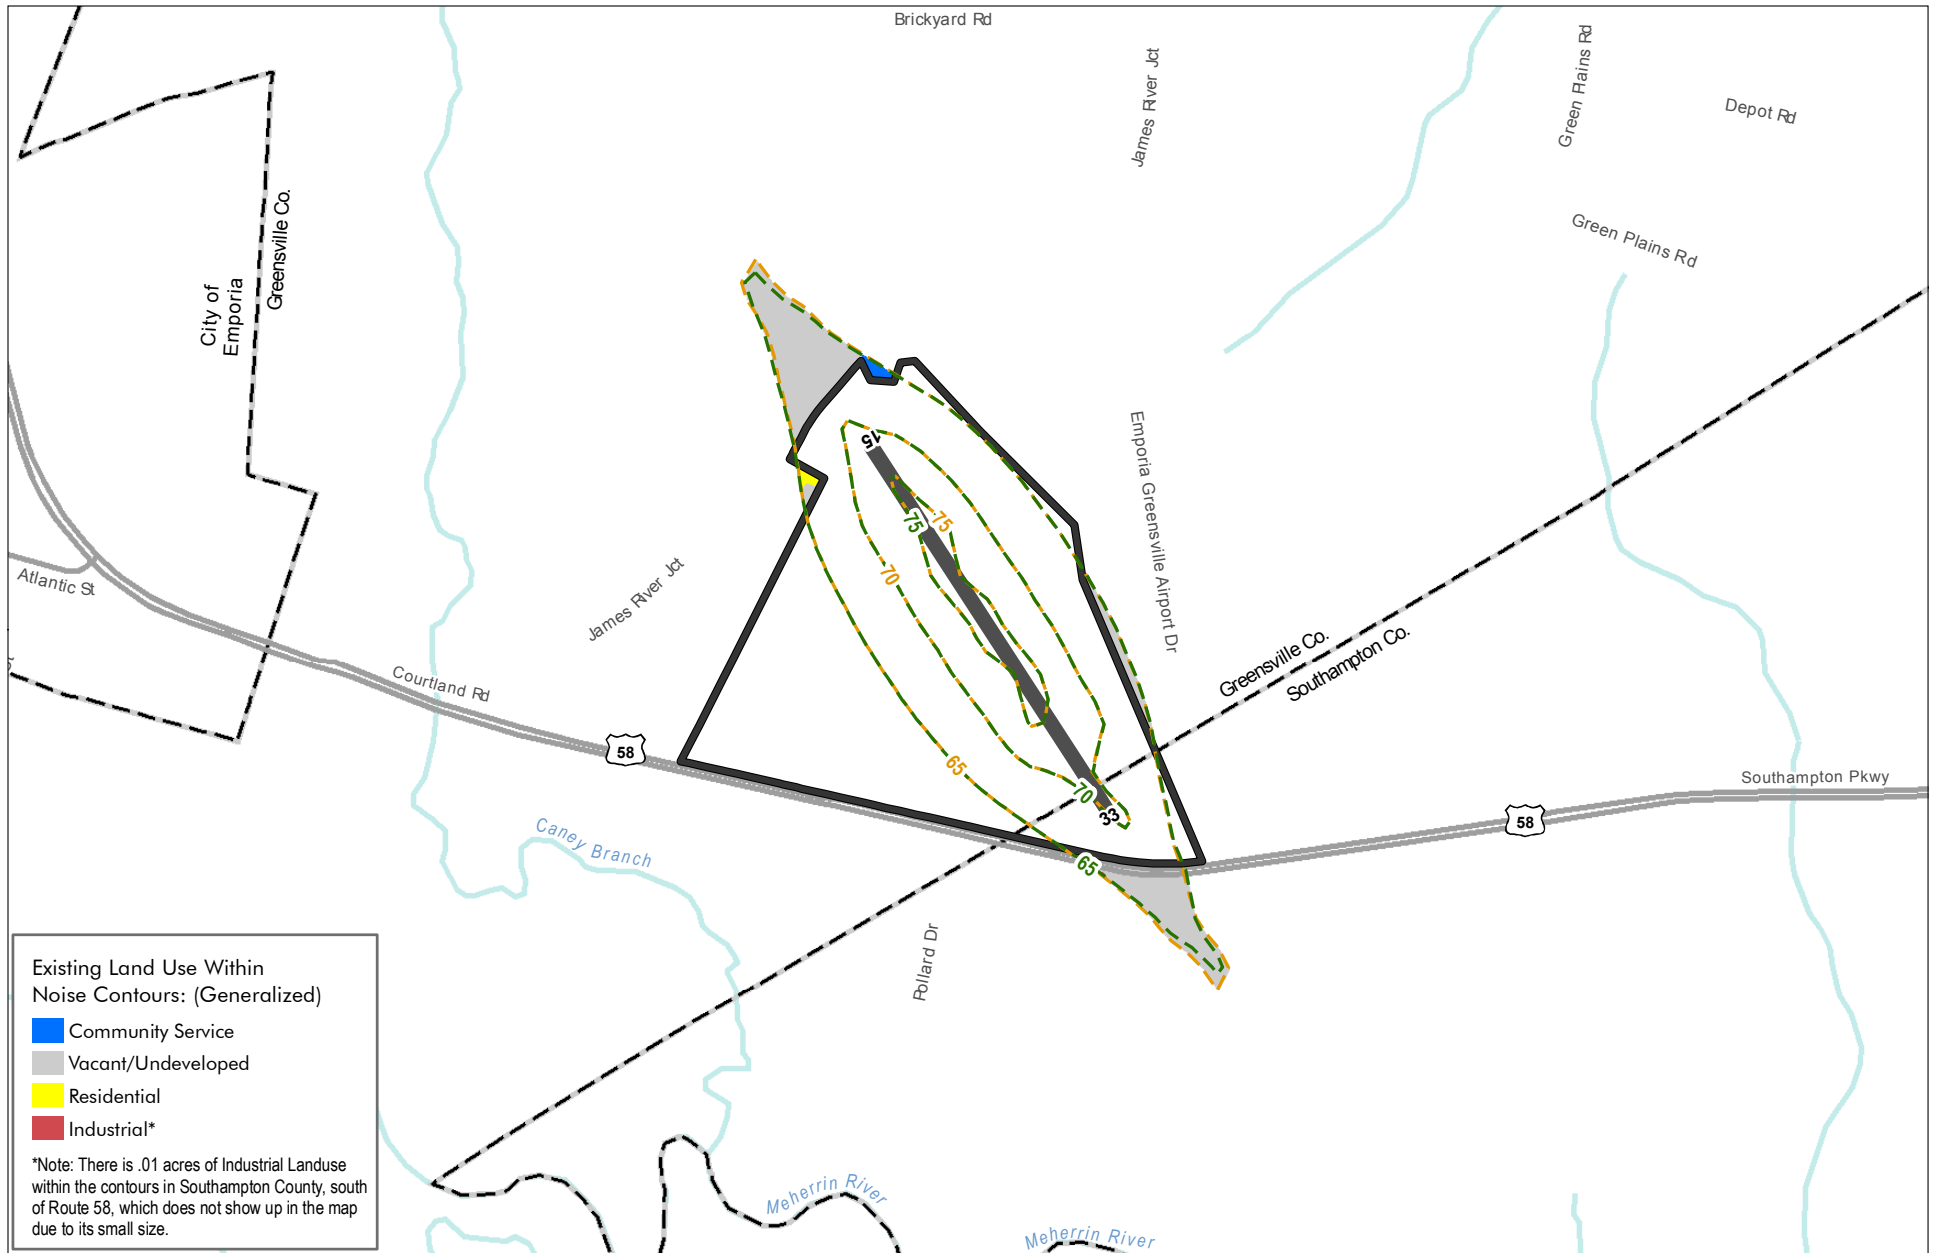 Brickyard Rd
James River Jct
Green Plains Rd
Depot Rd
Green Plains Rd
City of
Emporia
Greensville Co.
15
Emporia Greensville Airport Dr
75
75
70
Atlantic St
James River Jct
Greensville Co.
Southampton Co.
Courtland Rd
58
65
70
33
Southampton Pkwy
58
Caney Branch
65
Pollard Dr
Existing Land Use Within
Noise Contours: (Generalized)
Community Service
Vacant/Undeveloped
Residential
Industrial*
*Note: There is .01 acres of Industrial Landuse
within the contours in Southampton County, south
of Route 58, which does not show up in the map
due to its small size.
Meherrin River
Meherrin River